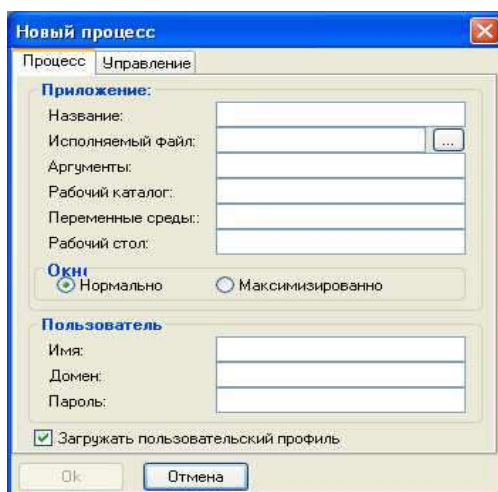 Новый процесс
Процесс Управление
Приложение:
Название:
Исполняемый файл:
...
Аргументы:
Рабочий каталог:
Переменные среды::
Рабочий стол:
Окн
Нормально Максимизированно
Пользователь
Имя:
Домен:
Пароль:
Загружать пользовательский профиль
Ok Отмена